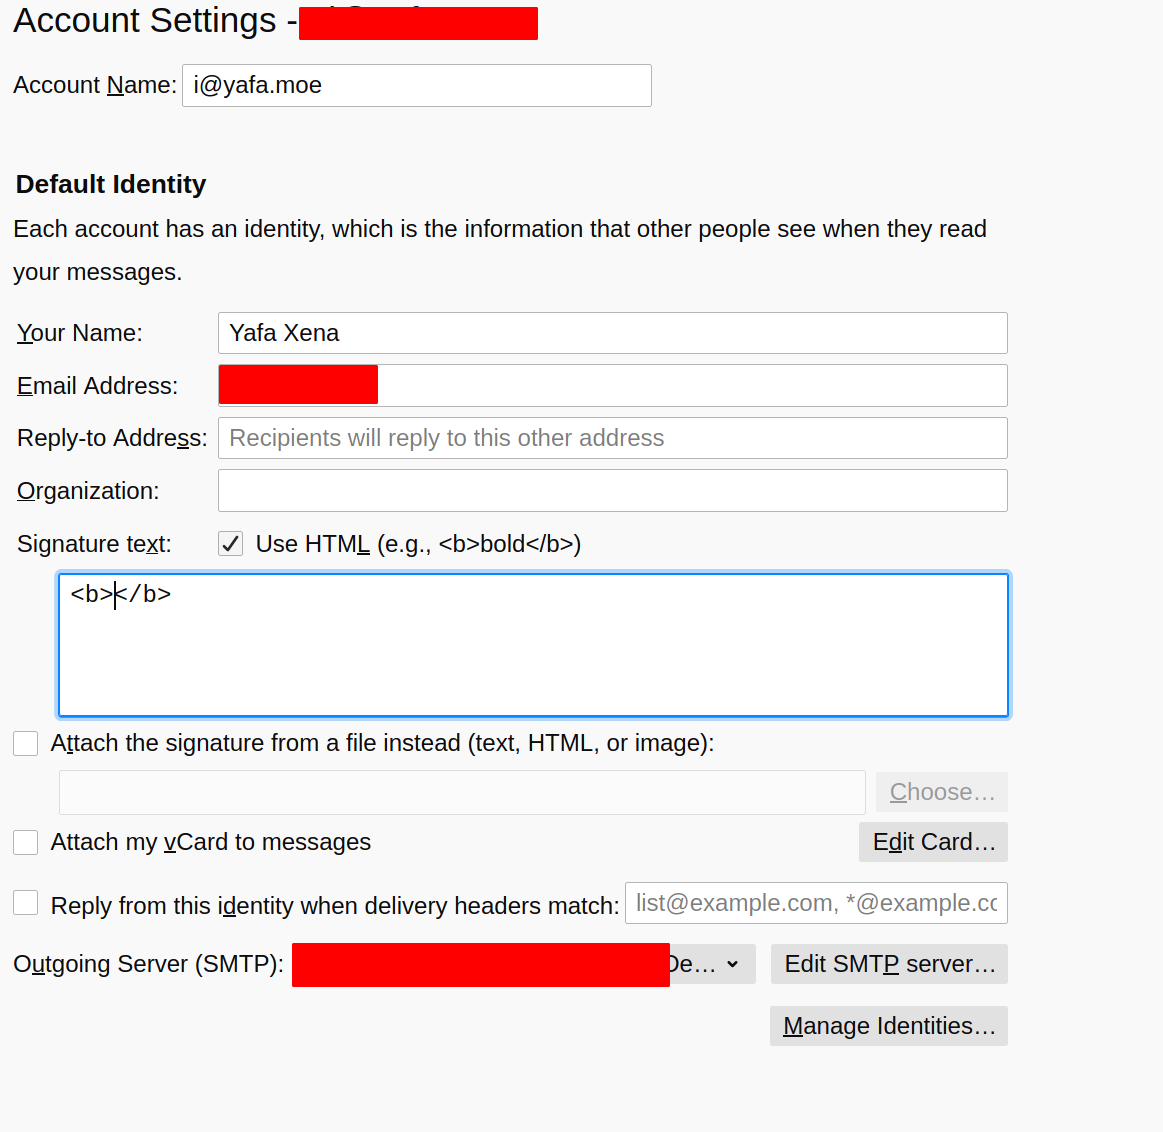 Account Settings -
Account Name: i@yafa.moe
Default Identity
Each account has an identity, which is the information that other people see when they read
your messages.
Your Name: Yafa Xena
Email Address:
Reply-to Address: Recipients will reply to this other address
Organization:
Signature text: Use HTML (e.g., <b>bold</b>)
<b></b>
Attach the signature from a file instead (text, HTML, or image):
Choose…
Attach my vCard to messages Edit Card…
Reply from this identity when delivery headers match: list@example.com, *@example.cc
Outgoing Server (SMTP): De… Edit SMTP server…
Manage Identities…